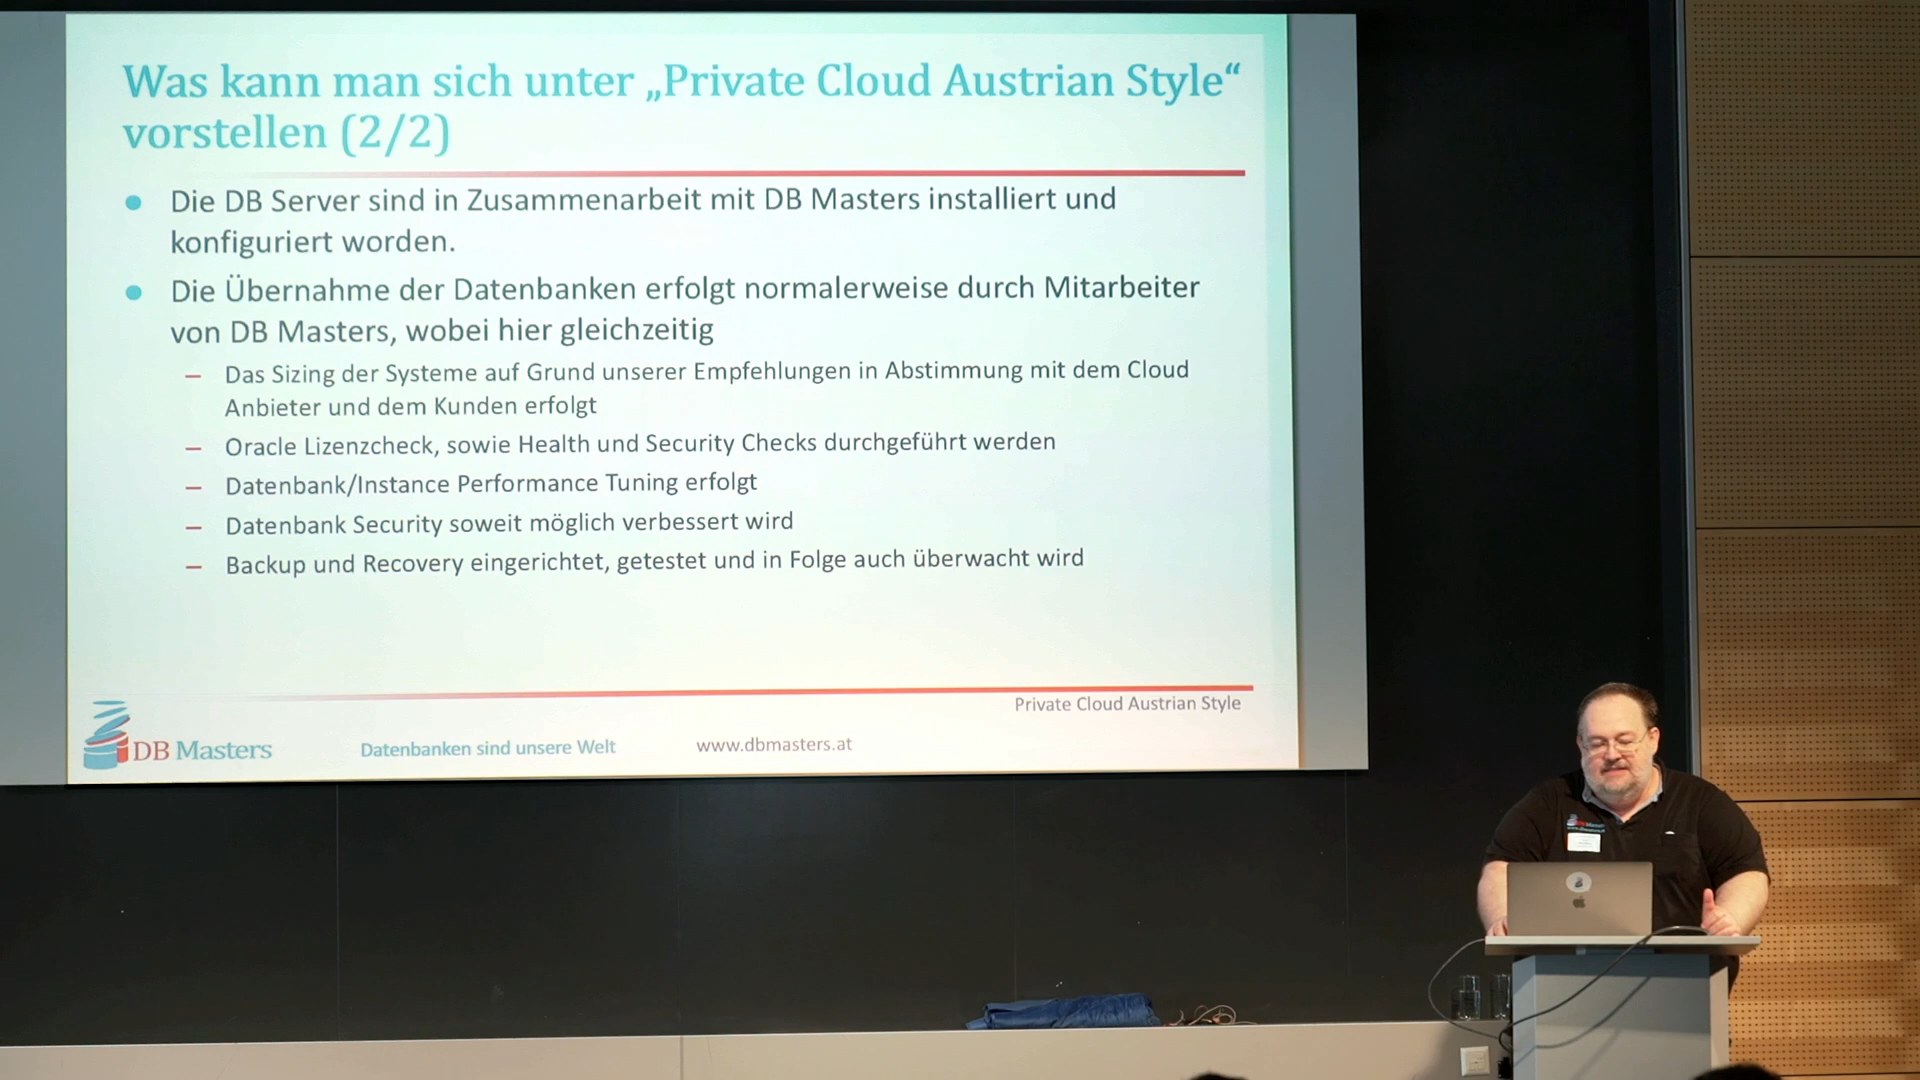 Was kann man sich unter „Private Cloud Austrian Style“
vorstellen (2/2)
Die DB Server sind in Zusammenarbeit mit DB Masters installiert und
konfiguriert worden.
Die Übernahme der Datenbanken erfolgt normalerweise durch Mitarbeiter
von DB Masters, wobei hier gleichzeitig
– Das Sizing der Systeme auf Grund unserer Empfehlungen in Abstimmung mit dem Cloud
Anbieter und dem Kunden erfolgt
– Oracle Lizenzcheck, sowie Health und Security Checks durchgeführt werden
– Datenbank/Instance Performance Tuning erfolgt
– Datenbank Security soweit möglich verbessert wird
– Backup und Recovery eingerichtet, getestet und in Folge auch überwacht wird
Private Cloud Austrian Style
DB Masters
Datenbanken sind unsere Welt
www.dbmasters.at